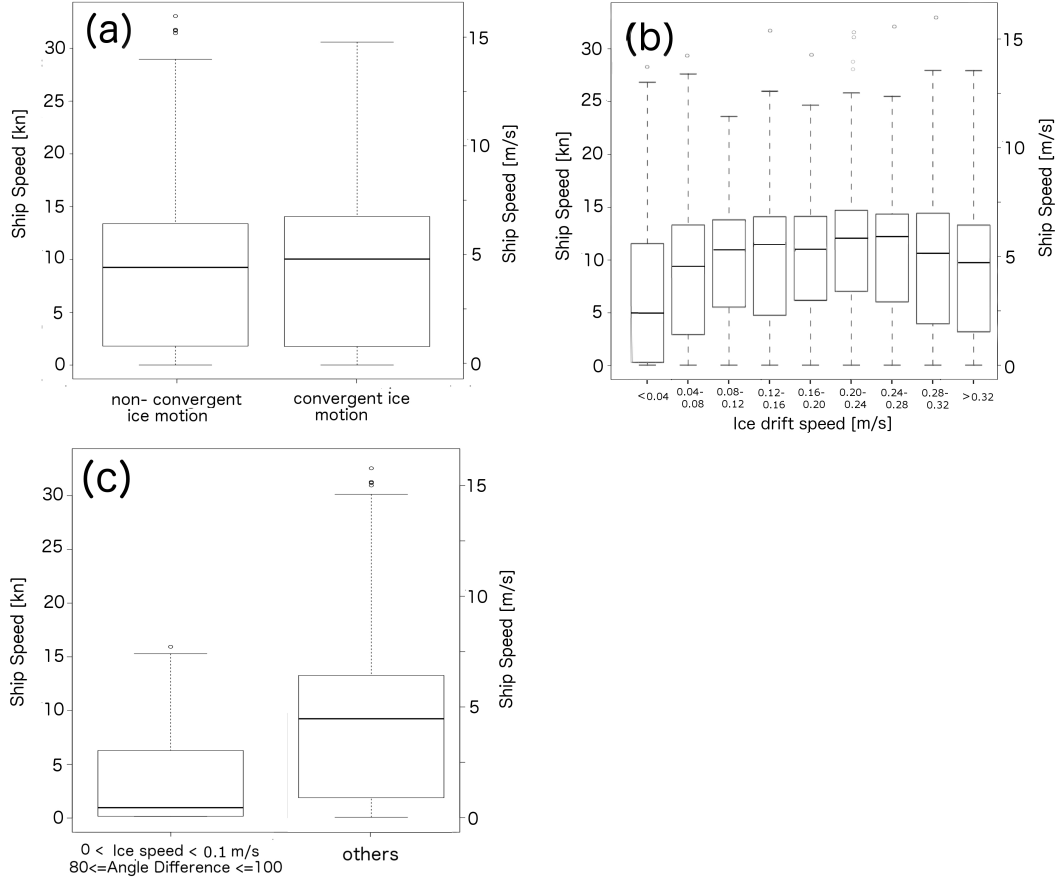 (a)
Ship Speed [kn]
30
25
20
15
10
5
0
15
10
5
0
Ship Speed [m/s]
non- convergent
ice motion
convergent ice
motion
(b)
Ship Speed [kn]
30
25
20
15
10
5
0
15
10
5
0
Ship Speed [m/s]
<0.04
0.04-
0.08
0.08-
0.12
0.12-
0.16
0.16-
0.20
0.20-
0.24
0.24-
0.28
0.28-
0.32
>0.32
Ice drift speed [m/s]
(c)
Ship Speed [kn]
30
25
20
15
10
5
0
15
10
5
0
Ship Speed [m/s]
0 < Ice speed < 0.1 m/s
80<=Angle Difference <=100
others